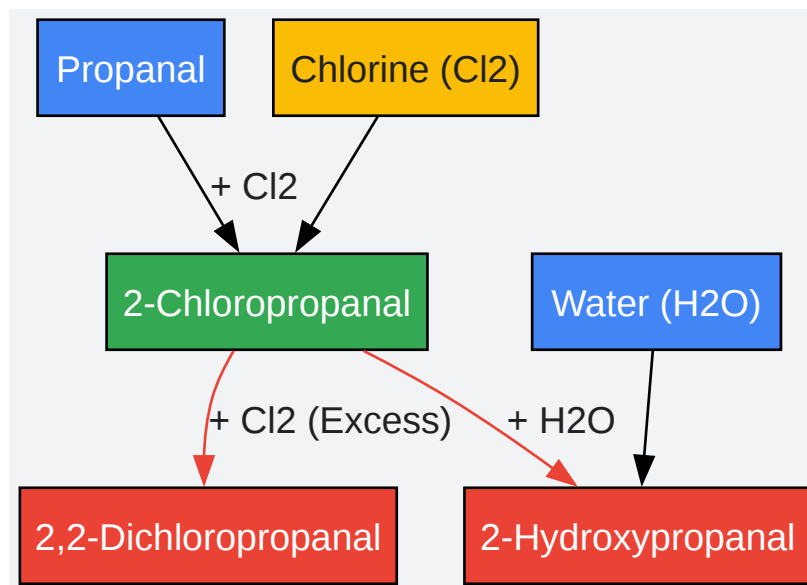 Propanal
Chlorine (Cl2)
+ Cl2
2-Chloropropanal
Water (H2O)
+ Cl2 (Excess)
+ H2O
2,2-Dichloropropanal
2-Hydroxypropanal